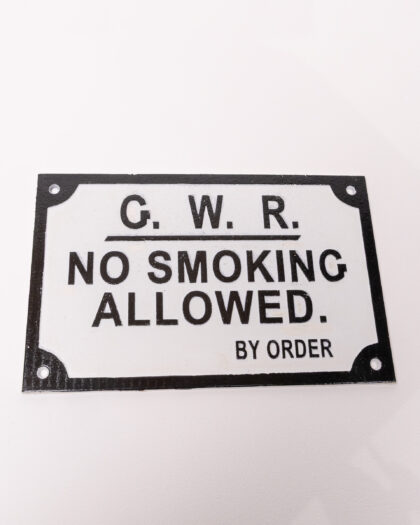 G. W. R.
NO SMOKING
ALLOWED.
BY ORDER